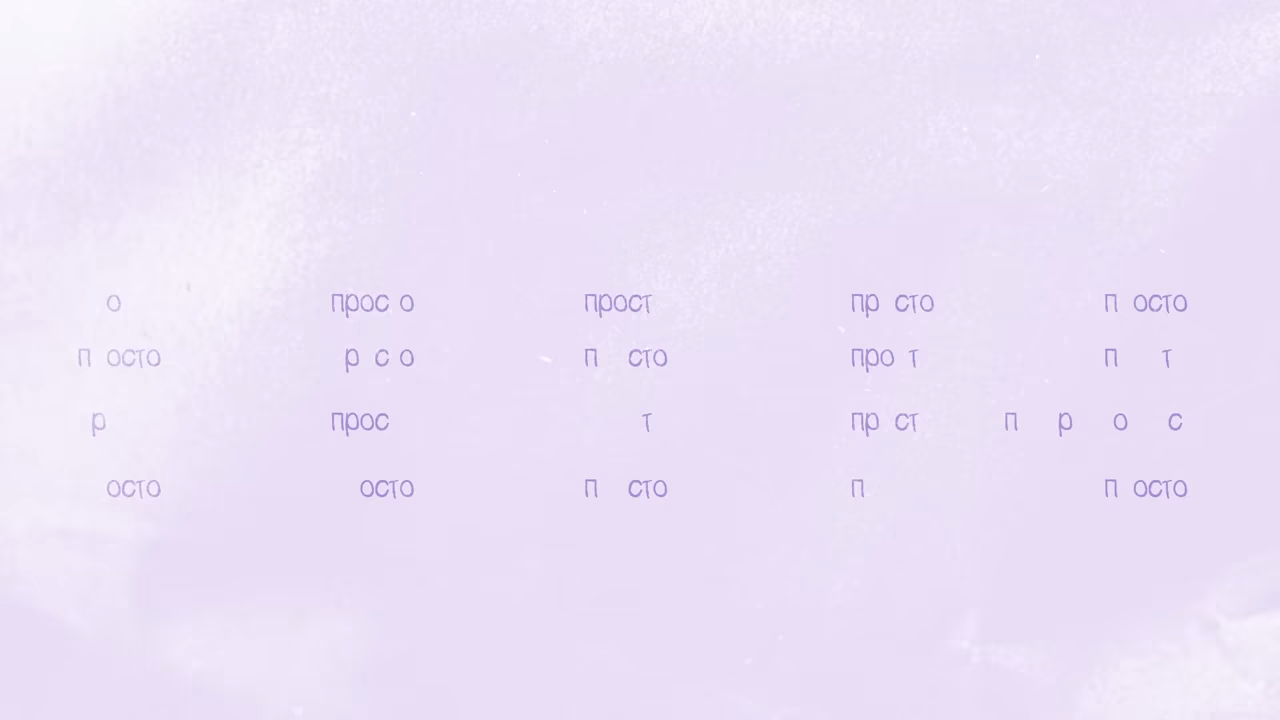 о прос о прост пр сто п осто
п осто р с о п сто про т п т
р прос т пр ст п р о с
осто осто п сто п п осто